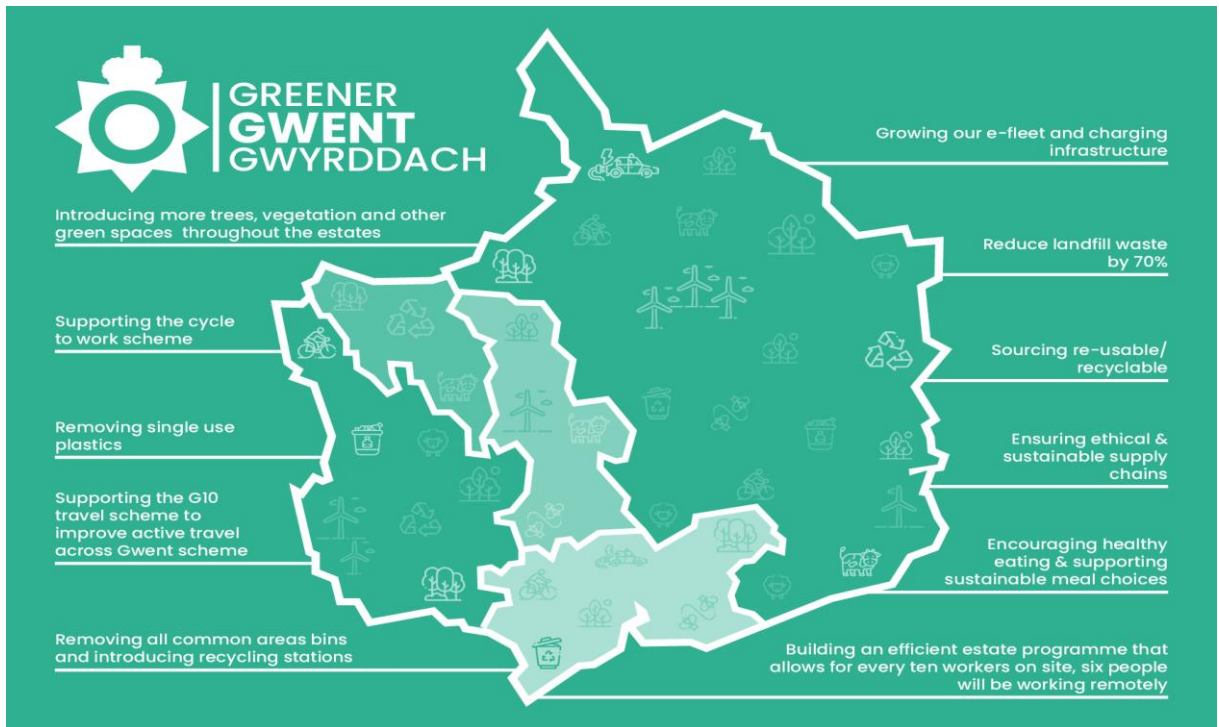 GREENER
GWENT
GWYRDDACH
Introducing more trees, vegetation and other
green spaces throughout the estates
Supporting the cycle
to work scheme
Removing single use
plastics
Supporting the G10
travel scheme to
improve active travel
across Gwent scheme
Removing all common areas bins
and introducing recycling stations
Growing our e-fleet and charging
infrastructure
Reduce landfill waste
by 70%
Sourcing re-usable/
recyclable
Ensuring ethical &
sustainable supply
chains
Encouraging healthy
eating & supporting
sustainable meal choices
Building an efficient estate programme that
allows for every ten workers on site, six people
will be working remotely